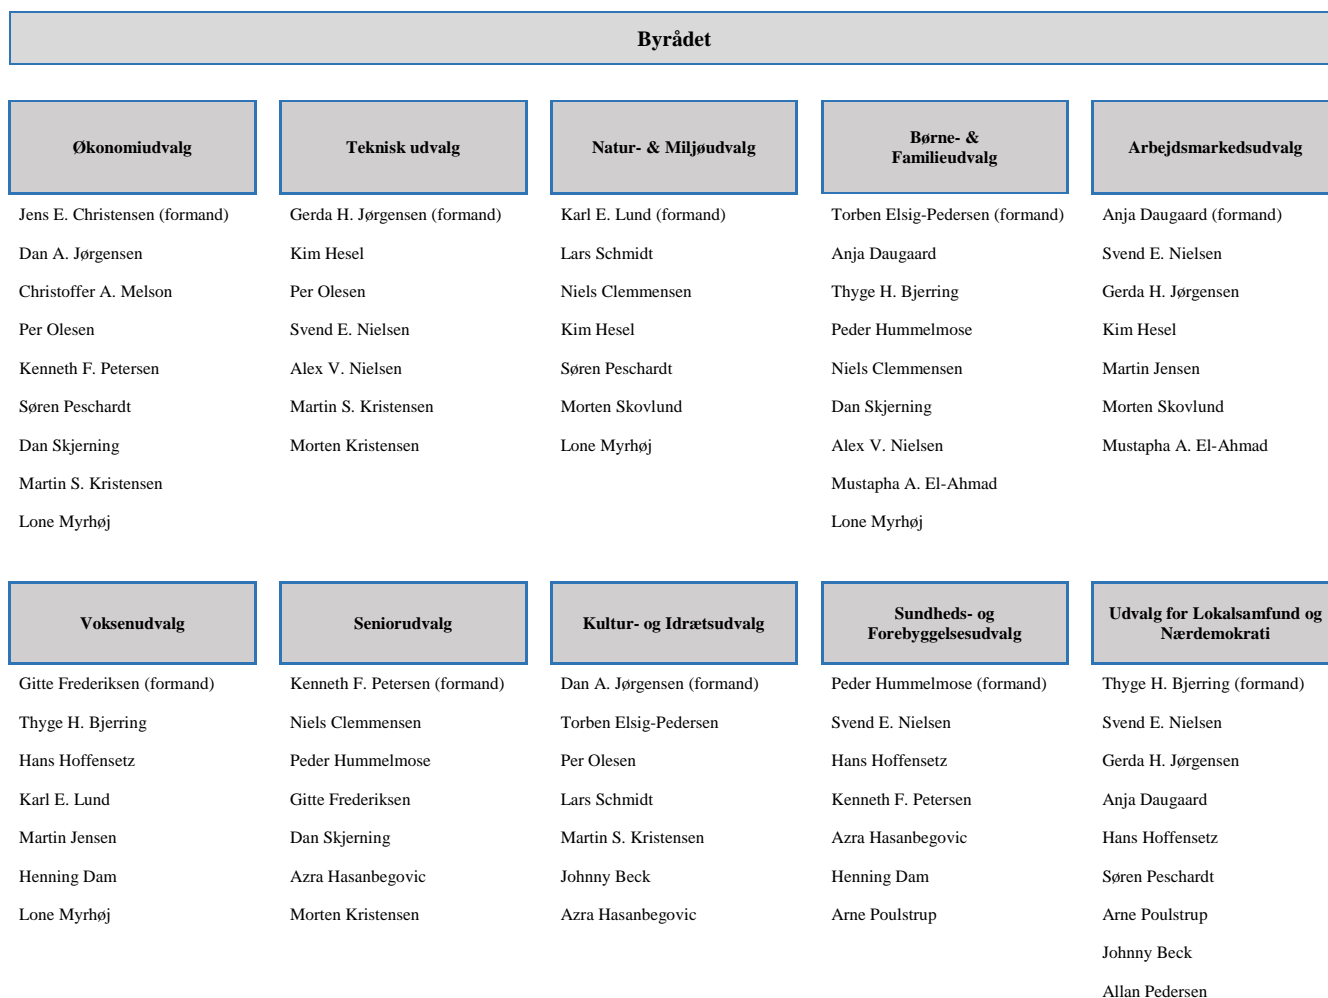 Byrådet
Økonomiudvalg
Jens E. Christensen (formand)
Dan A. Jørgensen
Christoffer A. Melson
Per Olesen
Kenneth F. Petersen
Søren Peschardt
Dan Skjerning
Martin S. Kristensen
Lone Myrhøj
Teknisk udvalg
Gerda H. Jørgensen (formand)
Kim Hesel
Per Olesen
Svend E. Nielsen
Alex V. Nielsen
Martin S. Kristensen
Morten Kristensen
Natur- & Miljøudvalg
Karl E. Lund (formand)
Lars Schmidt
Niels Clemmensen
Kim Hesel
Søren Peschardt
Morten Skovlund
Lone Myrhøj
Børne- &
Familieudvalg
Torben Elsig-Pedersen (formand)
Anja Daugaard
Thyge H. Bjerring
Peder Hummelmose
Niels Clemmensen
Dan Skjerning
Alex V. Nielsen
Mustapha A. El-Ahmad
Lone Myrhøj
Arbejdsmarkedsudvalg
Anja Daugaard (formand)
Svend E. Nielsen
Gerda H. Jørgensen
Kim Hesel
Martin Jensen
Morten Skovlund
Mustapha A. El-Ahmad
Voksenudvalg
Gitte Frederiksen (formand)
Thyge H. Bjerring
Hans Hoffensetz
Karl E. Lund
Martin Jensen
Henning Dam
Lone Myrhøj
Seniorudvalg
Kenneth F. Petersen (formand)
Niels Clemmensen
Peder Hummelmose
Gitte Frederiksen
Dan Skjerning
Azra Hasanbegovic
Morten Kristensen
Kultur- og Idrætsudvalg
Dan A. Jørgensen (formand)
Torben Elsig-Pedersen
Per Olesen
Lars Schmidt
Martin S. Kristensen
Johnny Beck
Azra Hasanbegovic
Sundheds- og
Forebyggelsesudvalg
Peder Hummelmose (formand)
Svend E. Nielsen
Hans Hoffensetz
Kenneth F. Petersen
Azra Hasanbegovic
Henning Dam
Arne Poulstrup
Udvalg for Lokalsamfund og
Nærdemokrati
Thyge H. Bjerring (formand)
Svend E. Nielsen
Gerda H. Jørgensen
Anja Daugaard
Hans Hoffensetz
Søren Peschardt
Arne Poulstrup
Johnny Beck
Allan Pedersen